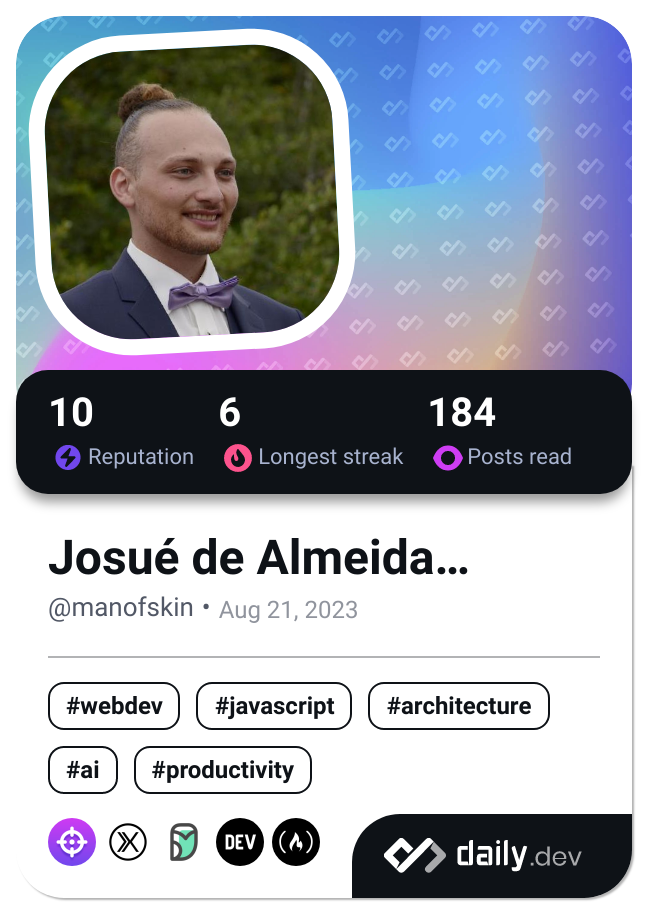 10 6 184
Reputation Longest streak Posts read
Josué de Almeida…
@manofskin • Aug 21, 2023
#webdev #javascript #architecture
#ai #productivity
DEV daily.dev